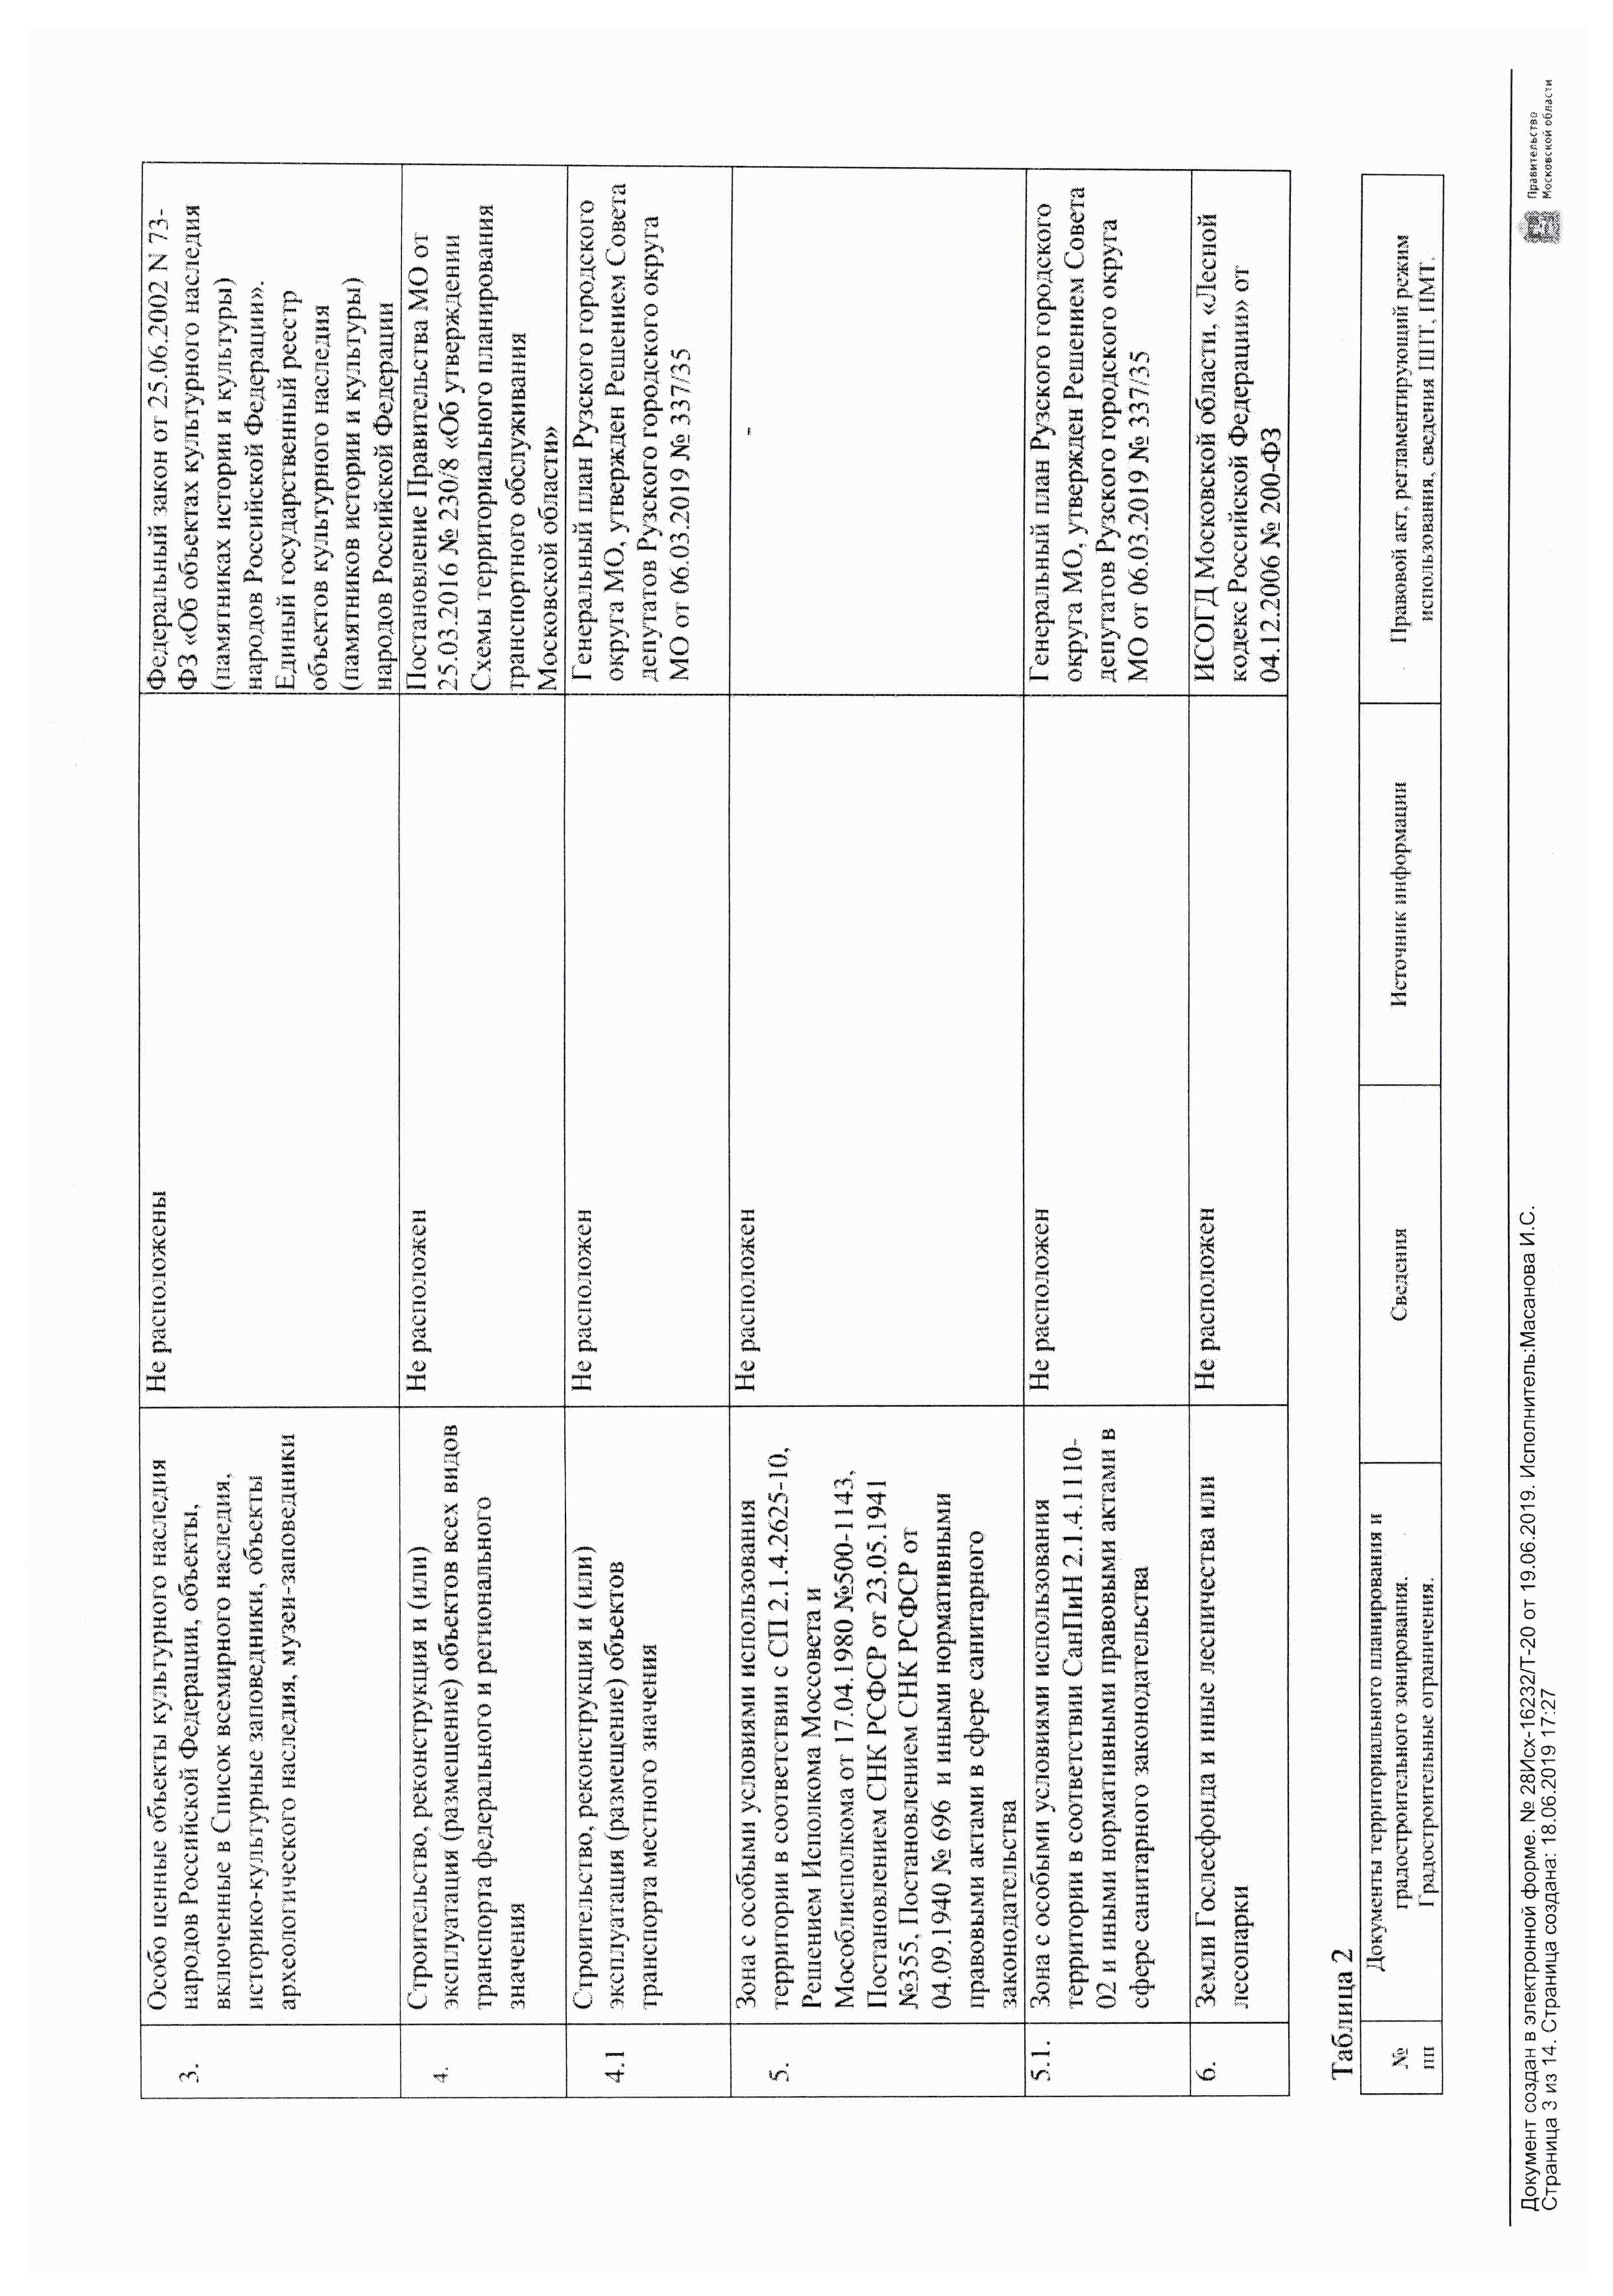 3.
Особо ценные объекты культурного наследия
народов Российской Федерации, объекты,
включенные в Список всемирного наследия,
историко-культурные заповедники, объекты
археологического наследия, музеи-заповедники
Не расположены
Федеральный закон от 25.06.2002 N 73-
ФЗ «Об объектах культурного наследия
(памятниках истории и культуры)
народов Российской Федерации».
Единый государственный реестр
объектов культурного наследия
(памятников истории и культуры)
народов Российской Федерации
4.
Строительство, реконструкция и (или)
эксплуатация (размещение) объектов всех видов
транспорта федерального и регионального
значения
Не расположен
Постановление Правительства МО от
25.03.2016 № 230/8 «Об утверждении
Схемы территориального планирования
транспортного обслуживания
Московской области»
4.1
Строительство, реконструкция и (или)
эксплуатация (размещение) объектов
транспорта местного значения
Не расположен
Генеральный план Рузского городского
округа МО, утвержден Решением Совета
депутатов Рузского городского округа
МО от 06.03.2019 № 337/35
5.
Зона с особыми условиями использования
территории в соответствии с СП 2.1.4.2625-10,
Решением Исполкома Моссовета и
Мособлисполкома от 17.04.1980 №500-1143,
Постановлением СНК РСФСР от 23.05.1941
№355, Постановлением СНК РСФСР от
04.09.1940 № 696 и иными нормативными
правовыми актами в сфере санитарного
законодательства
Не расположен
-
5.1.
Зона с особыми условиями использования
территории в соответствии СанПиН 2.1.4.1110-
02 и иными нормативными правовыми актами в
сфере санитарного законодательства
Не расположен
Генеральный план Рузского городского
округа МО, утвержден Решением Совета
депутатов Рузского городского округа
МО от 06.03.2019 № 337/35
6.
Земли Гослесфонда и иные лесничества или
лесопарки
Не расположен
ИСОГД Московской области, «Лесной
кодекс Российской Федерации» от
04.12.2006 № 200-ФЗ
Таблица 2
№
пп
Документы территориального планирования и
градостроительного зонирования.
Градостроительные ограничения.
Сведения
Источник информации
Правовой акт, регламентирующий режим
использования, сведения ППТ, ПМТ.
Документ создан в электронной форме. № 28Исх-16232/Т-20 от 19.06.2019. Исполнитель:Масанова И.С.
Страница 3 из 14. Страница создана: 18.06.2019 17:27
Правительство
Московской области